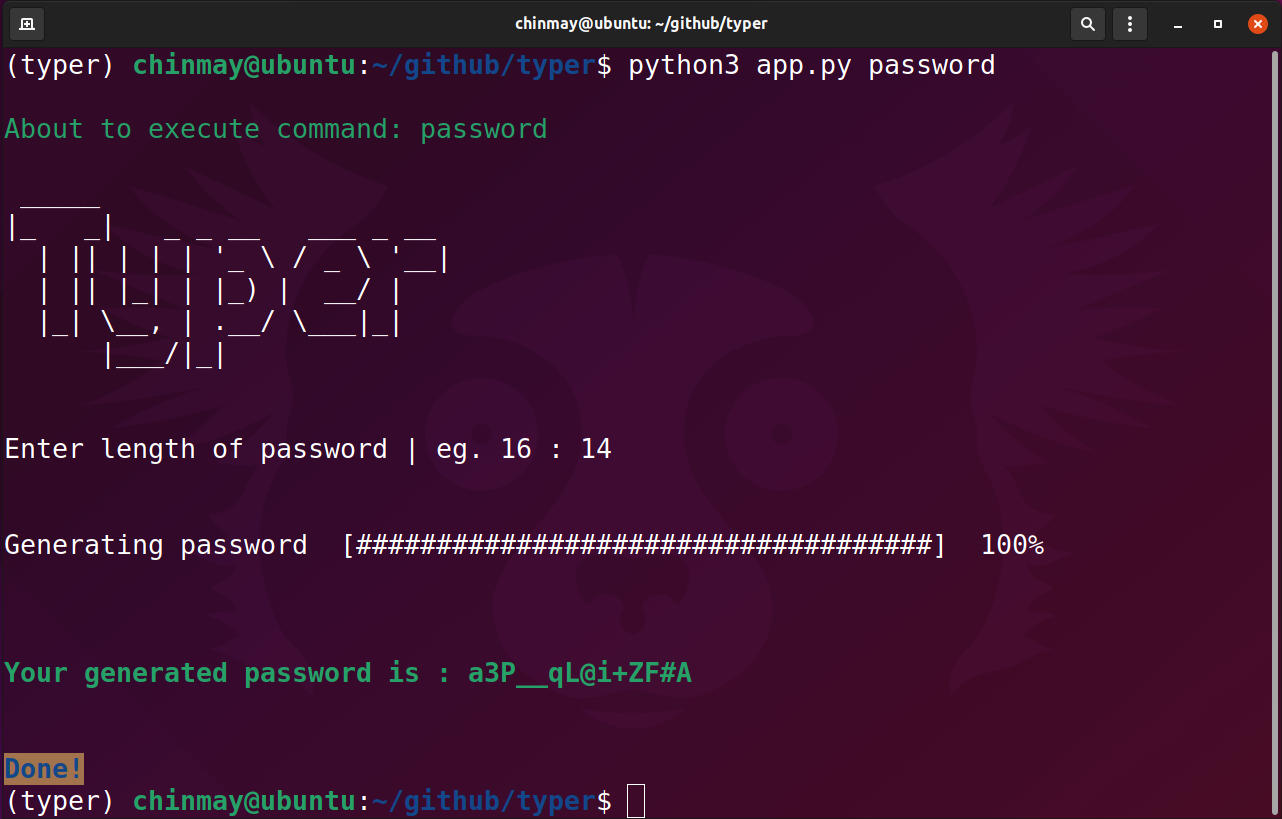 chinmay@ubuntu: ~/github/typer
(typer) chinmay@ubuntu:~/github/typer$ python3 app.py password
About to execute command: password
 _____
|_   _|   _ _ __   ___ _ __
  | || | | | '_ \ / _ \ '__|
  | || |_| | |_) |  __/ |
  |_| \__, | .__/ \___|_|
      |___/|_|
Enter length of password | eg. 16 : 14
Generating password  [####################################]  100%
Your generated password is : a3P__qL@i+ZF#A
Done!
(typer) chinmay@ubuntu:~/github/typer$